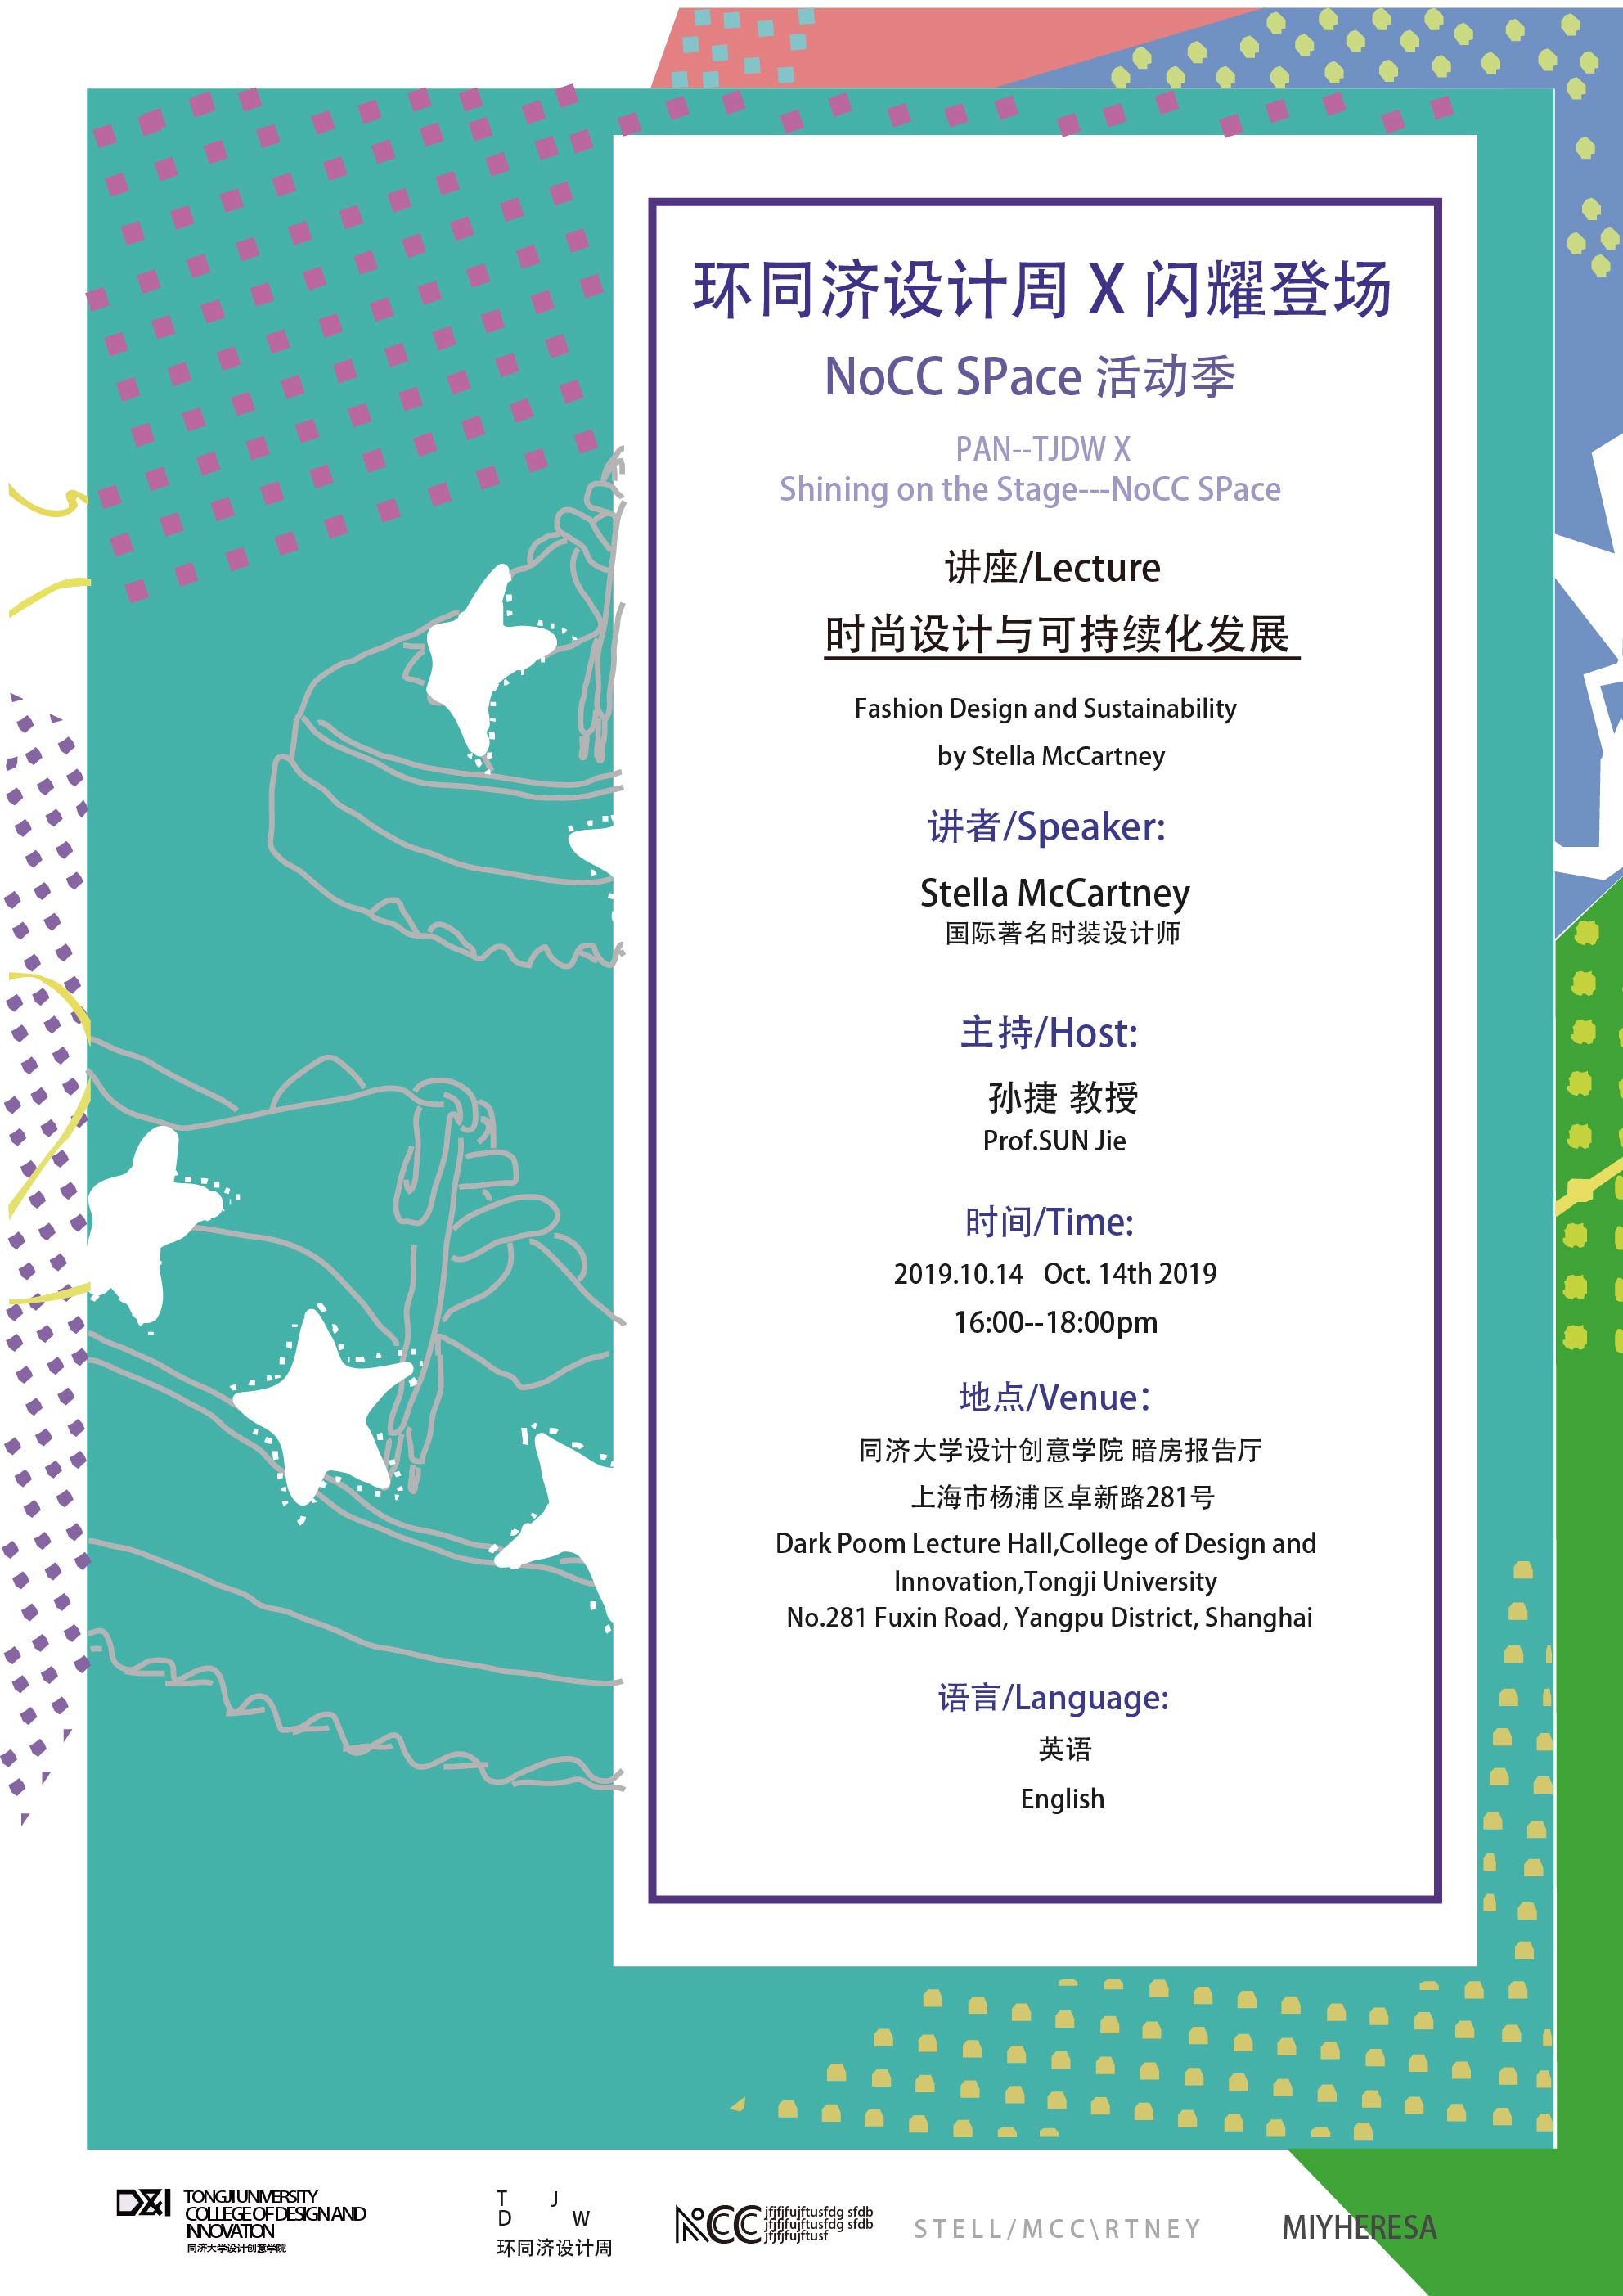 环同济设计周 X 闪耀登场
NoCC SPace 活动季
PAN--TJDW X
Shining on the Stage---NoCC SPace
讲座/Lecture
时尚设计与可持续化发展
Fashion Design and Sustainability
by Stella McCartney
讲者/Speaker:
Stella McCartney
国际著名时装设计师
主持/Host:
孙捷 教授
Prof.SUN Jie
时间/Time:
2019.10.14 Oct. 14th 2019
16:00--18:00pm
地点/Venue：
同济大学设计创意学院 暗房报告厅
上海市杨浦区卓新路281号
Dark Poom Lecture Hall,College of Design and
Innovation,Tongji University
No.281 Fuxin Road, Yangpu District, Shanghai
语言/Language:
英语
English
D&I
TONGJI UNIVERSITY
COLLEGE OF DESIGN AND
INNOVATION
同济大学设计创意学院
T J
D W
环同济设计周
NCC
jfjfjfujftusfdg sfdb
jfjfjfujftusfdg sfdb
jfjfjfujftusf
STELL/MCC\RTNEY
MIYHERESA